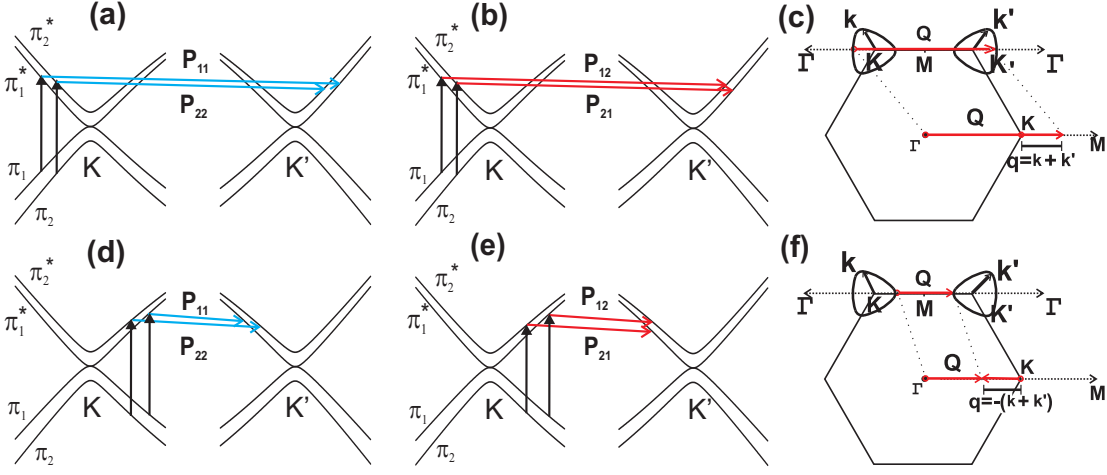 (a)
π₂*
π₁*
P₁₁
P₂₂
π₁
π₂
K
K'
(b)
π₂*
π₁*
P₁₂
P₂₁
π₁
π₂
K
K'
(c)
k
k'
Q
Γ
K
M
K'
Γ
Q
K
Γ
M
q=k + k'
(d)
π₂*
π₁*
P₁₁
P₂₂
π₁
π₂
K
K'
(e)
π₂*
π₁*
P₁₂
P₂₁
π₁
π₂
K
K'
(f)
k
k'
Q
Γ
K
M
K'
Γ
Q
K
Γ
M
q=-(k + k')